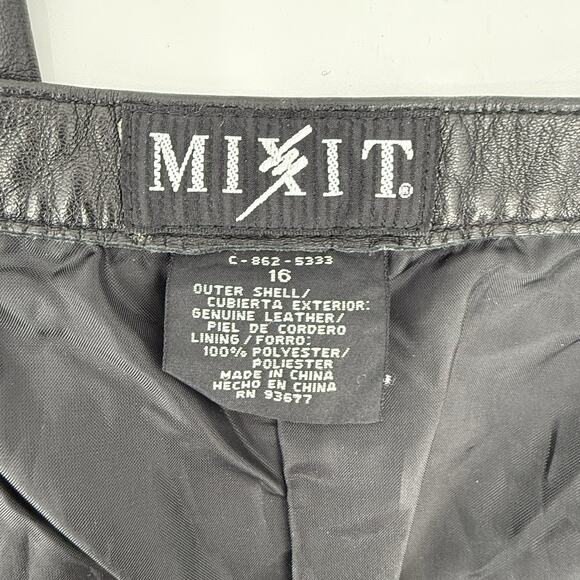 MIXIT®
C-862-5333
16
OUTER SHELL/
CUBIERTA EXTERIOR:
GENUINE LEATHER/
PIEL DE CORDERO
LINING/FORRO:
100% POLYESTER/
POLIESTER
MADE IN CHINA
HECHO EN CHINA
RN 93677